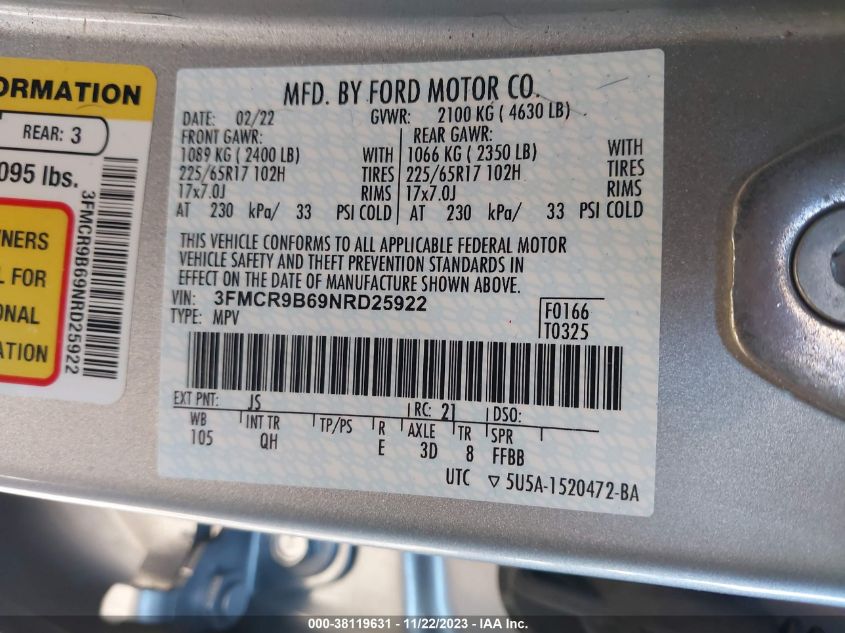 ORMATION
REAR: 3
095 lbs.
WNERS
L FOR
ONAL
ATION
3FMCR9B69NRD25922
MFD. BY FORD MOTOR CO.
DATE: 02/22 GVWR: 2100 KG ( 4630 LB)
FRONT GAWR: REAR GAWR:
1089 KG ( 2400 LB) WITH 1066 KG ( 2350 LB) WITH
225/65R17 102H TIRES 225/65R17 102H TIRES
17x7.0J RIMS 17x7.0J RIMS
AT 230 kPa/ 33 PSI COLD AT 230 kPa/ 33 PSI COLD
THIS VEHICLE CONFORMS TO ALL APPLICABLE FEDERAL MOTOR
VEHICLE SAFETY AND THEFT PREVENTION STANDARDS IN
EFFECT ON THE DATE OF MANUFACTURE SHOWN ABOVE.
VIN: 3FMCR9B69NRD25922
TYPE: MPV
F0166
T0325
EXT PNT: JS RC: 21 DSO:
WB INT TR TP/PS R AXLE TR SPR
105 QH E 3D 8 FFBB
UTC ▽ 5U5A-1520472-BA
000-38119631 - 11/22/2023 - IAA Inc.